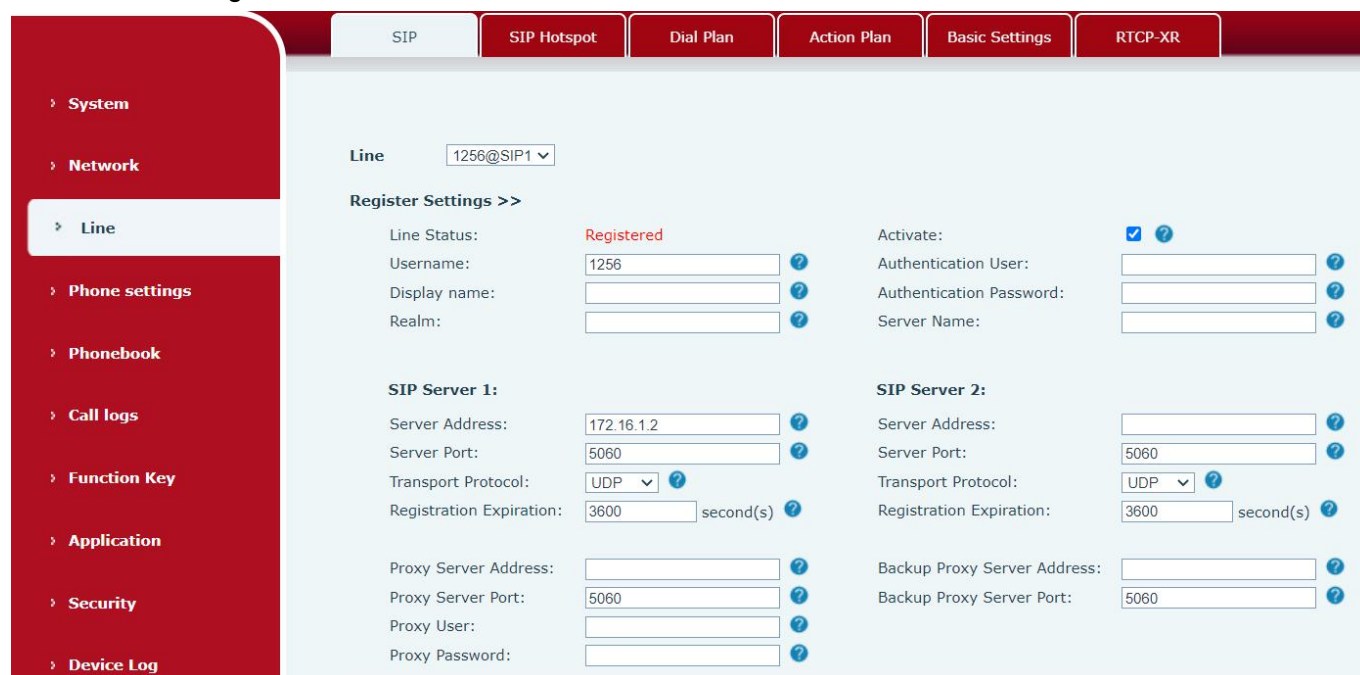 SIP SIP Hotspot Dial Plan Action Plan Basic Settings RTCP-XR
› System
› Network
› Line
› Phone settings
› Phonebook
› Call logs
› Function Key
› Application
› Security
› Device Log
Line 1256@SIP1
Register Settings >>
Line Status: Registered Activate:
Username: 1256 Authentication User:
Display name: Authentication Password:
Realm: Server Name:
SIP Server 1: SIP Server 2:
Server Address: 172.16.1.2 Server Address:
Server Port: 5060 Server Port: 5060
Transport Protocol: UDP Transport Protocol: UDP
Registration Expiration: 3600 second(s) Registration Expiration: 3600 second(s)
Proxy Server Address: Backup Proxy Server Address:
Proxy Server Port: 5060 Backup Proxy Server Port: 5060
Proxy User:
Proxy Password: